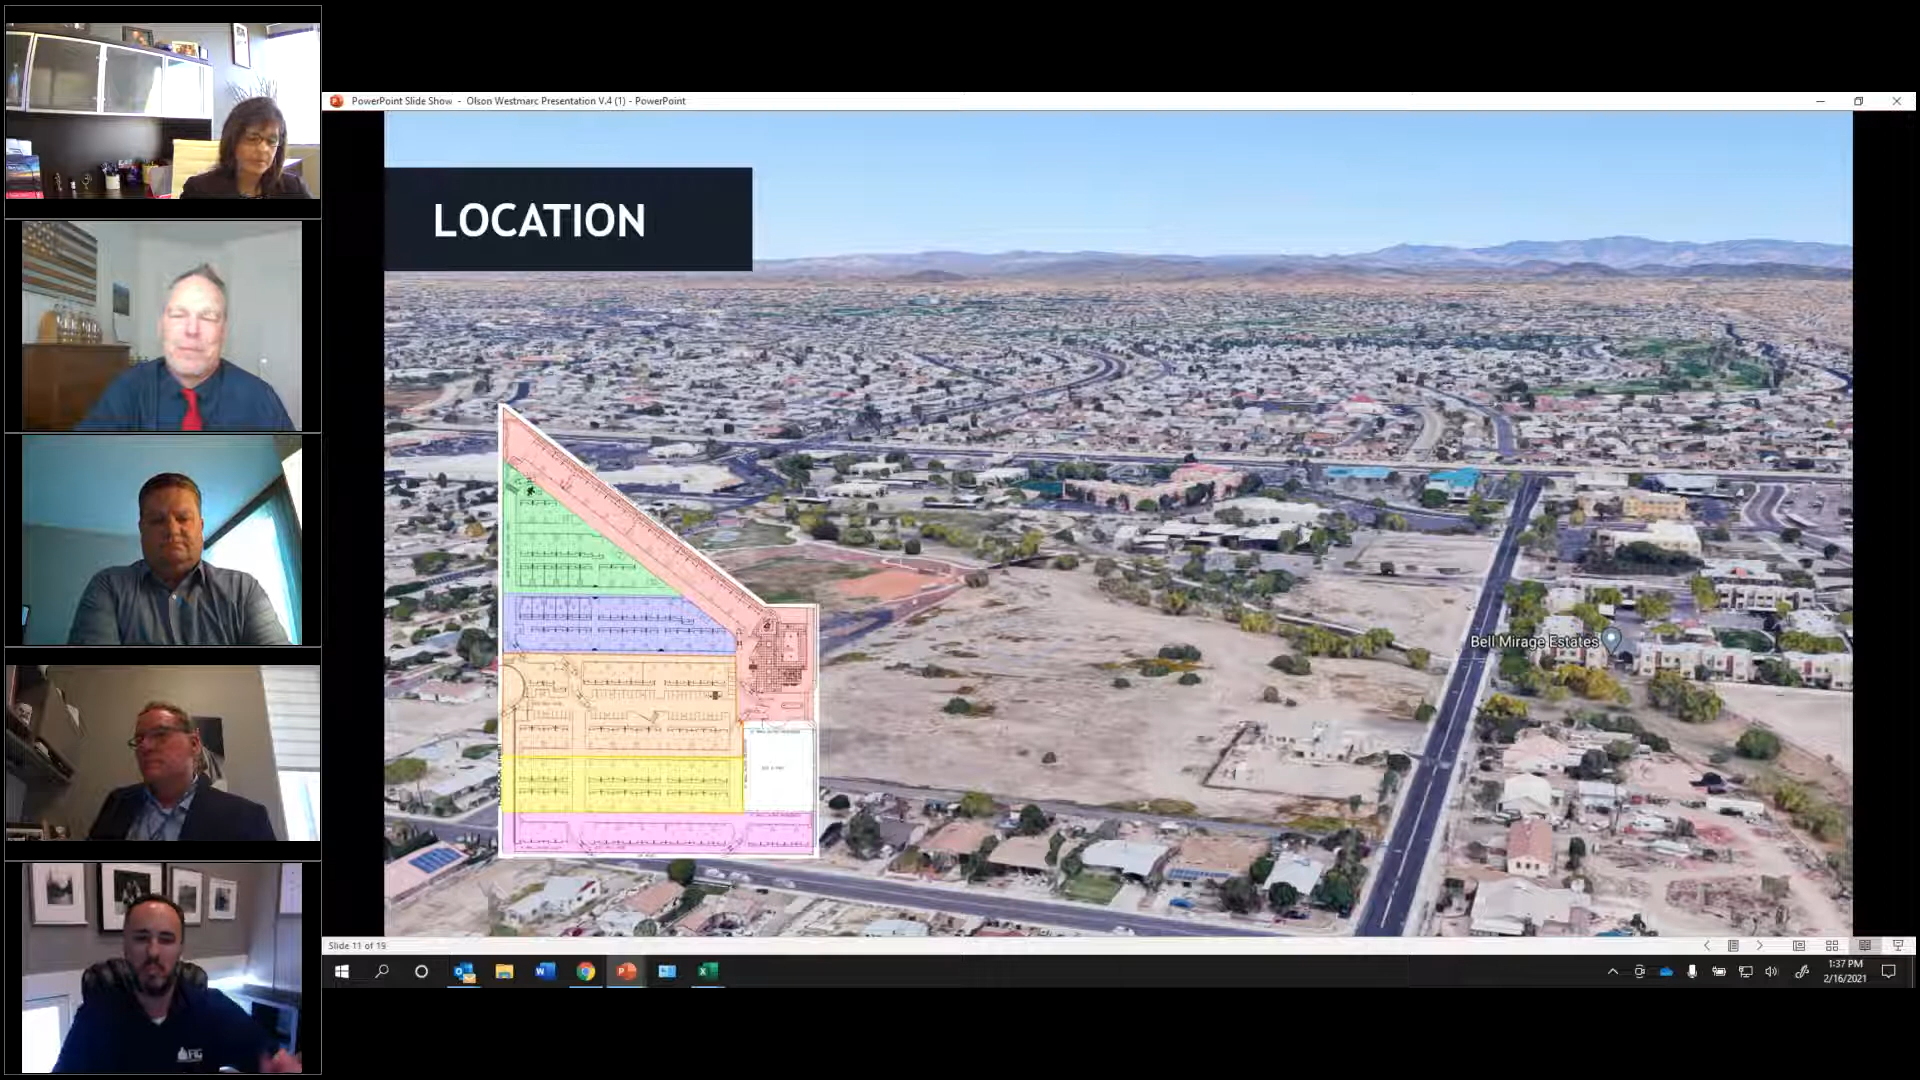 PowerPoint Slide Show - Olson Westmarc Presentation V.4 (1) - PowerPoint
LOCATION
Bell Mirage Estates
Slide 11 of 19
1:37 PM
2/16/2021
FIG